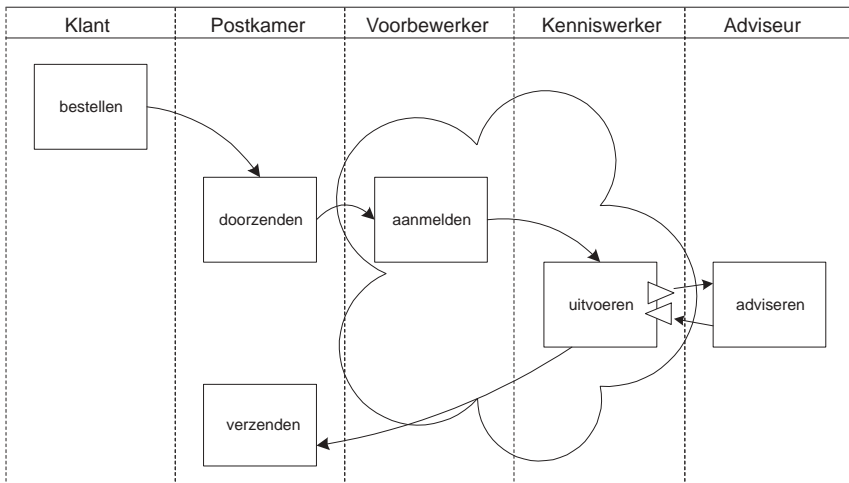 Klant
Postkamer
Voorbewerker
Kenniswerker
Adviseur
bestellen
doorzenden
aanmelden
uitvoeren
adviseren
verzenden